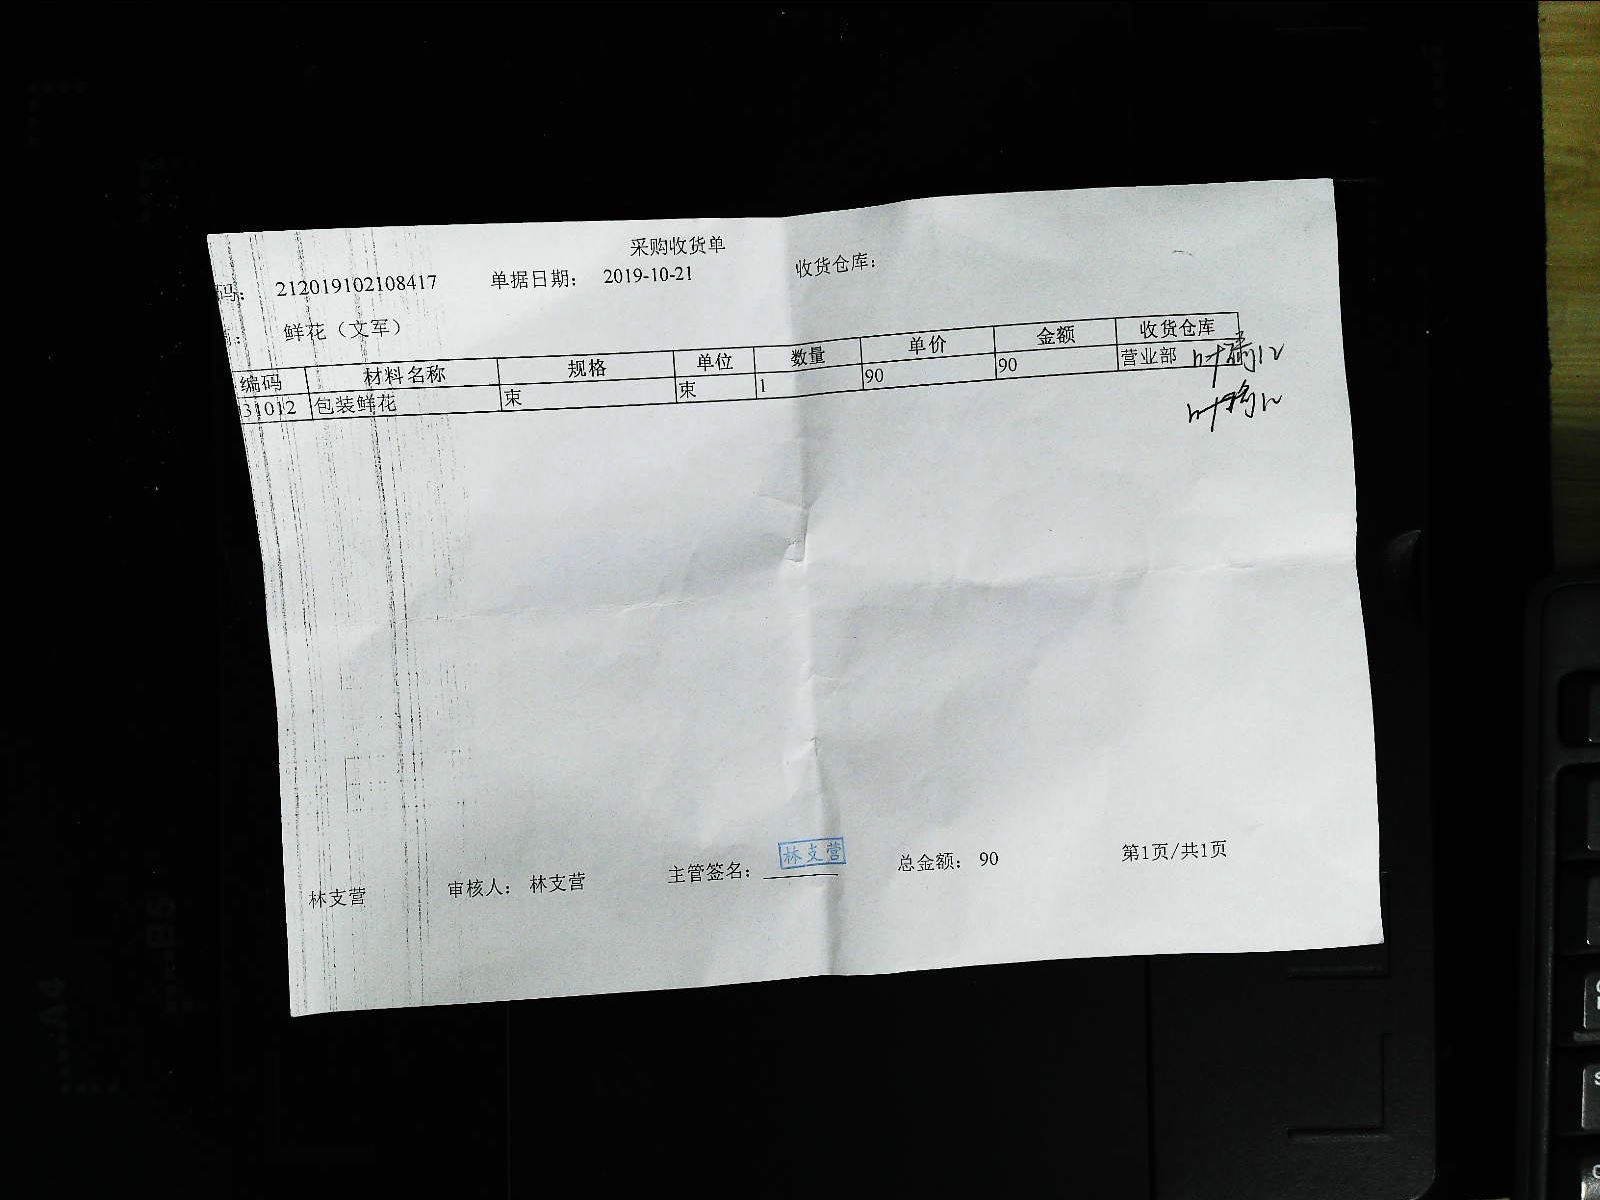 采购收货单
码： 212019102108417 单据日期： 2019-10-21 收货仓库：
： 鲜花（文军）
编码 材料名称 规格 单位 数量 单价 金额 收货仓库
31012 包装鲜花 束 束 1 90 90 营业部
林支营 审核人： 林支营 主管签名： 林支营 总金额： 90 第1页/共1页
A4
B5